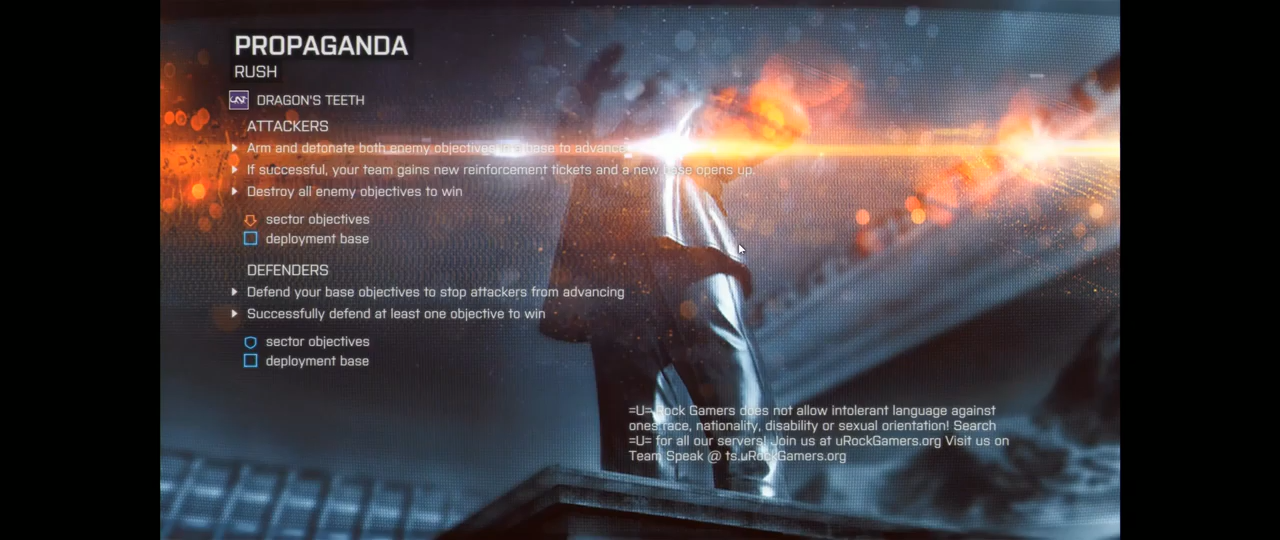 PROPAGANDA
RUSH
DRAGON'S TEETH
ATTACKERS
Arm and detonate both enemy objectives in a base to advance
If successful, your team gains new reinforcement tickets and a new base opens up.
Destroy all enemy objectives to win
sector objectives
deployment base
DEFENDERS
Defend your base objectives to stop attackers from advancing
Successfully defend at least one objective to win
sector objectives
deployment base
=U= Rock Gamers does not allow intolerant language against
ones race, nationality, disability or sexual orientation! Search
=U= for all our servers! Join us at uRockGamers.org Visit us on
Team Speak @ ts.uRockGamers.org